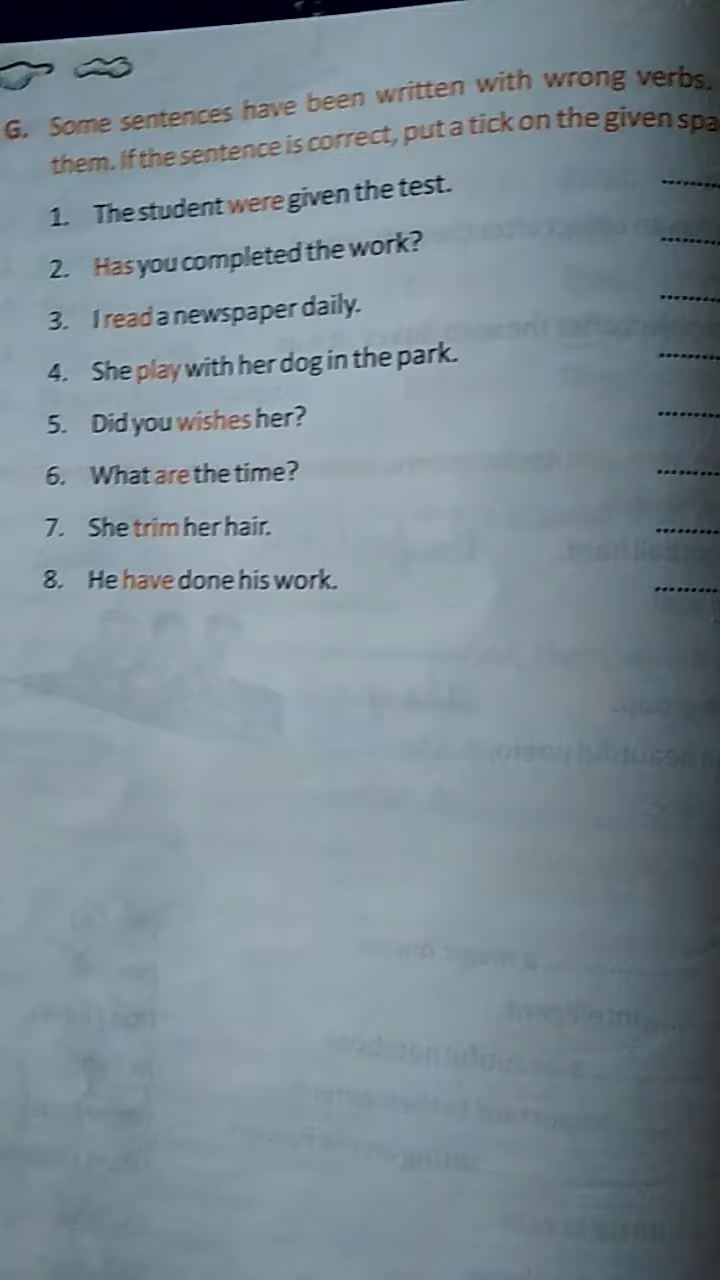 G. Some sentences have been written with wrong verbs.
them. If the sentence is correct, put a tick on the given spa
1. The student were given the test. ..........
2. Has you completed the work? ..........
3. I read a newspaper daily. ..........
4. She play with her dog in the park. ..........
5. Did you wishes her? ..........
6. What are the time? ..........
7. She trim her hair. ..........
8. He have done his work. ..........